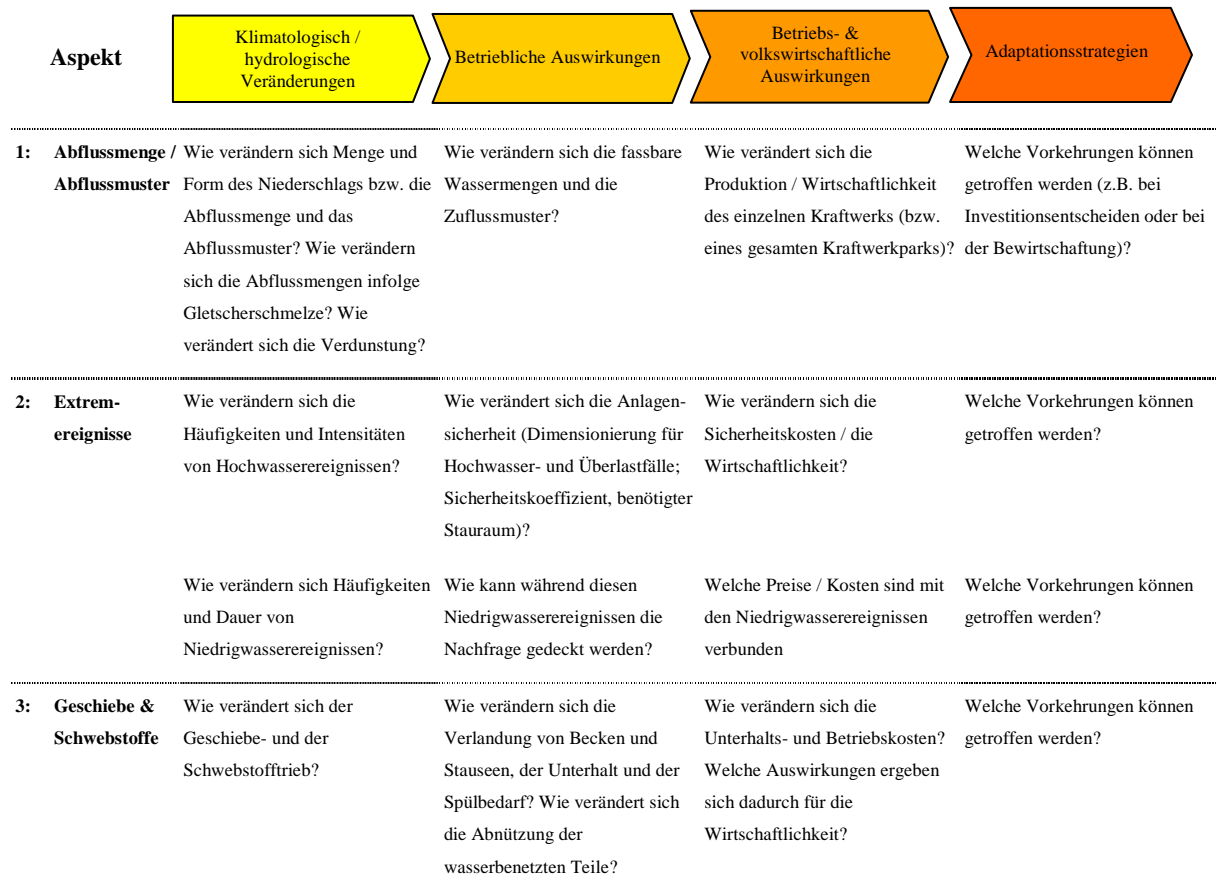 Aspekt
Klimatologisch /
hydrologische
Veränderungen
Betriebliche Auswirkungen
Betriebs- &
volkswirtschaftliche
Auswirkungen
Adaptationsstrategien
1:
Abflussmenge /
Abflussmuster
Wie verändern sich Menge und
Form des Niederschlags bzw. die
Abflussmenge und das
Abflussmuster? Wie verändern
sich die Abflussmengen infolge
Gletscherschmelze? Wie
verändert sich die Verdunstung?
Wie verändern sich die fassbare
Wassermengen und die
Zuflussmuster?
Wie verändert sich die
Produktion / Wirtschaftlichkeit
des einzelnen Kraftwerks (bzw.
eines gesamten Kraftwerkparks)?
Welche Vorkehrungen können
getroffen werden (z.B. bei
Investitionsentscheiden oder bei
der Bewirtschaftung)?
2:
Extrem-
ereignisse
Wie verändern sich die
Häufigkeiten und Intensitäten
von Hochwasserereignissen?
Wie verändert sich die Anlagen-
sicherheit (Dimensionierung für
Hochwasser- und Überlastfälle;
Sicherheitskoeffizient, benötigter
Stauraum)?
Wie verändern sich die
Sicherheitskosten / die
Wirtschaftlichkeit?
Welche Vorkehrungen können
getroffen werden?
Wie verändern sich Häufigkeiten
und Dauer von
Niedrigwasserereignissen?
Wie kann während diesen
Niedrigwasserereignissen die
Nachfrage gedeckt werden?
Welche Preise / Kosten sind mit
den Niedrigwasserereignissen
verbunden
Welche Vorkehrungen können
getroffen werden?
3:
Geschiebe &
Schwebstoffe
Wie verändert sich der
Geschiebe- und der
Schwebstofftrieb?
Wie verändern sich die
Verlandung von Becken und
Stauseen, der Unterhalt und der
Spülbedarf? Wie verändert sich
die Abnützung der
wasserbenetzten Teile?
Wie verändern sich die
Unterhalts- und Betriebskosten?
Welche Auswirkungen ergeben
sich dadurch für die
Wirtschaftlichkeit?
Welche Vorkehrungen können
getroffen werden?